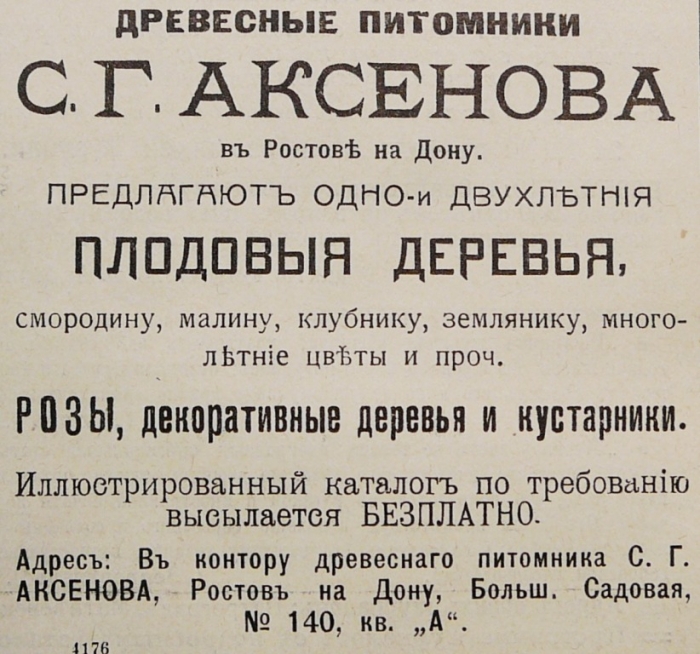 ДРЕВЕСНЫЕ ПИТОМНИКИ
С. Г. АКСЕНОВА
въ Ростовѣ на Дону.
ПРЕДЛАГАЮТЪ ОДНО-и ДВУХЛѢТНІЯ
ПЛОДОВЫЯ ДЕРЕВЬЯ,
смородину, малину, клубнику, землянику, много-
лѣтніе цвѣты и проч.
РОЗЫ, декоративные деревья и кустарники.
Иллюстрированный каталогъ по требованію
высылается БЕЗПЛАТНО.
Адресъ: Въ контору древеснаго питомника С. Г.
АКСЕНОВА, Ростовъ на Дону, Больш. Садовая,
№ 140, кв. „А“.
4176